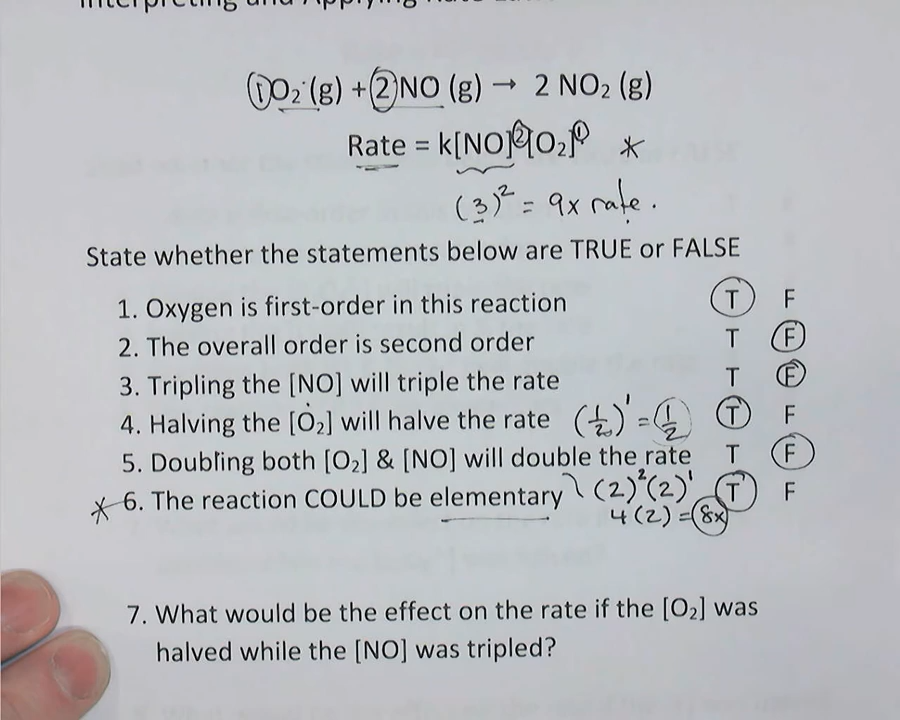 Interpreting and Applying Rate
(1)O₂ (g) + (2)NO (g) → 2 NO₂ (g)
Rate = k[NO]²[O₂]¹ *
(3)² = 9x rate.
State whether the statements below are TRUE or FALSE
1. Oxygen is first-order in this reaction T F
2. The overall order is second order T F
3. Tripling the [NO] will triple the rate T F
4. Halving the [O₂] will halve the rate (1/2)¹ = 1/2 T F
5. Doubling both [O₂] & [NO] will double the rate T F
* 6. The reaction COULD be elementary (2)²(2)¹ T F
4(2) = 8x
7. What would be the effect on the rate if the [O₂] was
halved while the [NO] was tripled?